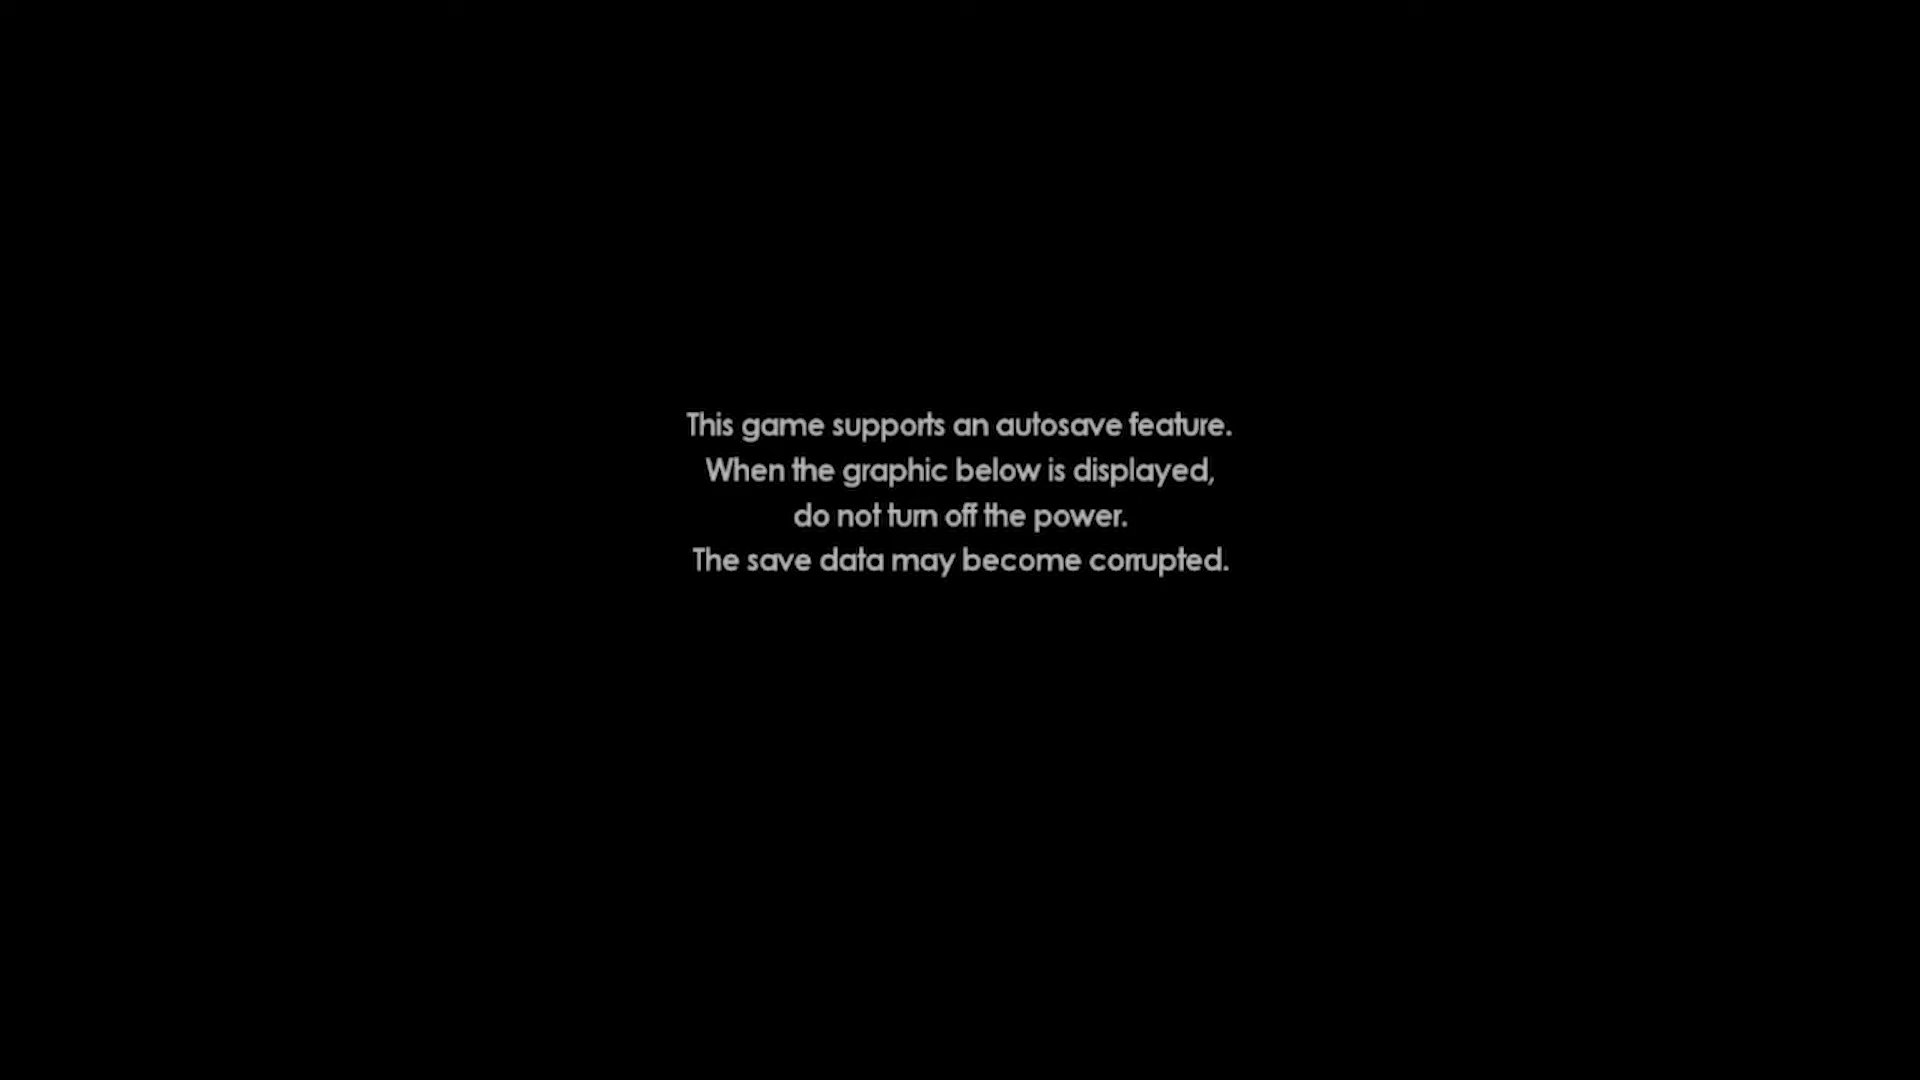 This game supports an autosave feature.
When the graphic below is displayed,
do not turn off the power.
The save data may become corrupted.